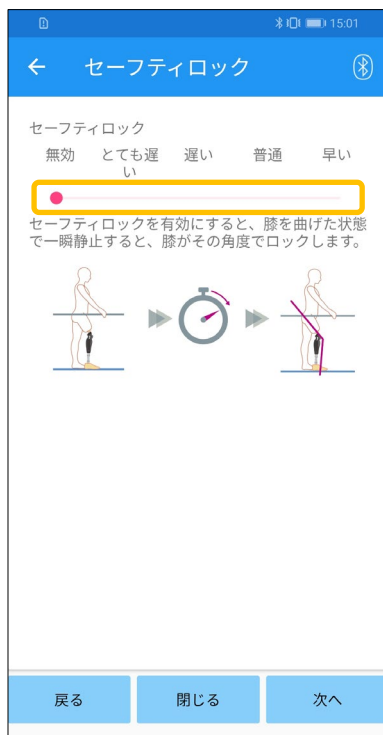 15:01
セーフティロック
セーフティロック
無効 とても遅い 遅い 普通 早い
セーフティロックを有効にすると、膝を曲げた状態
で一瞬静止すると、膝がその角度でロックします。
戻る 閉じる 次へ